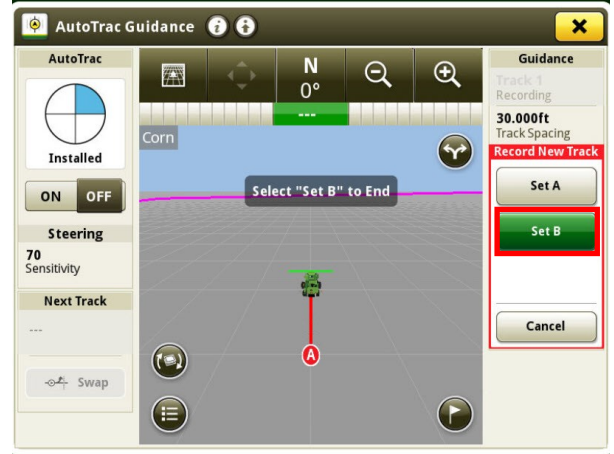 AutoTrac Guidance
AutoTrac
Installed
ON OFF
Steering
70
Sensitivity
Next Track
---
Swap
N
0°
---
Corn
Select "Set B" to End
A
Guidance
Track 1
Recording
30.000ft
Track Spacing
Record New Track
Set A
Set B
Cancel